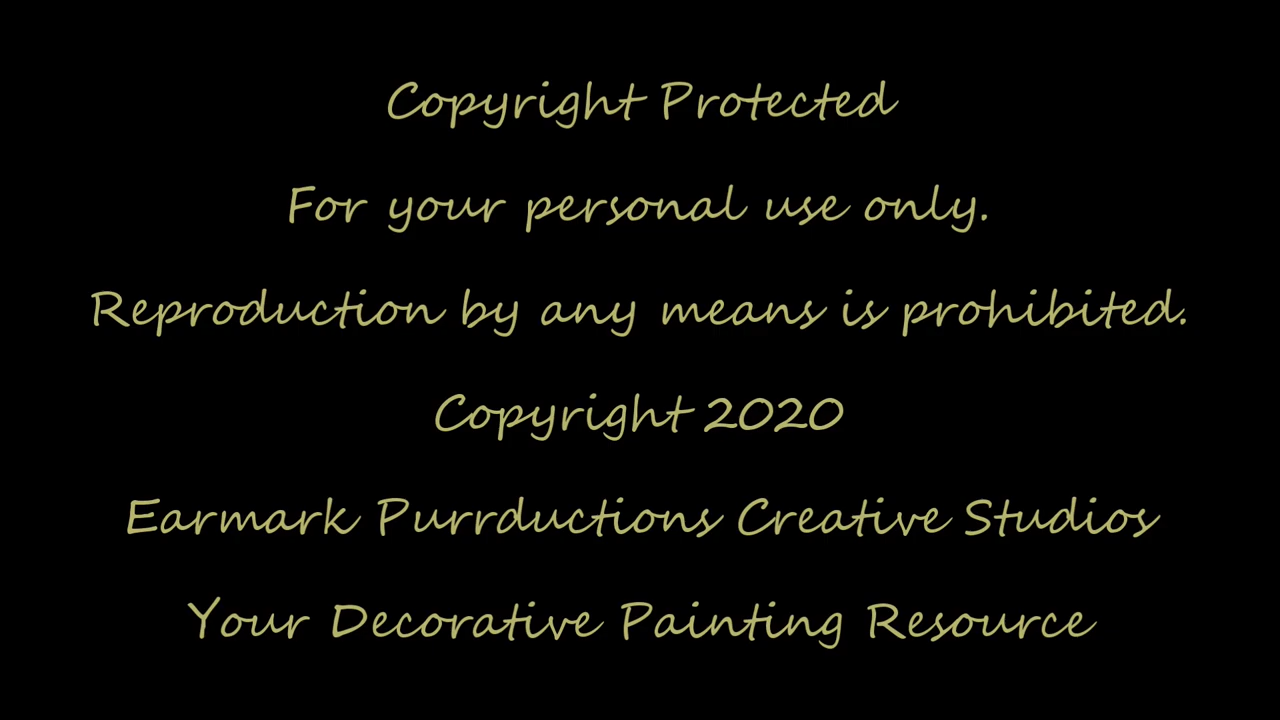 Copyright Protected
For your personal use only.
Reproduction by any means is prohibited.
Copyright 2020
Earmark Purrductions Creative Studios
Your Decorative Painting Resource